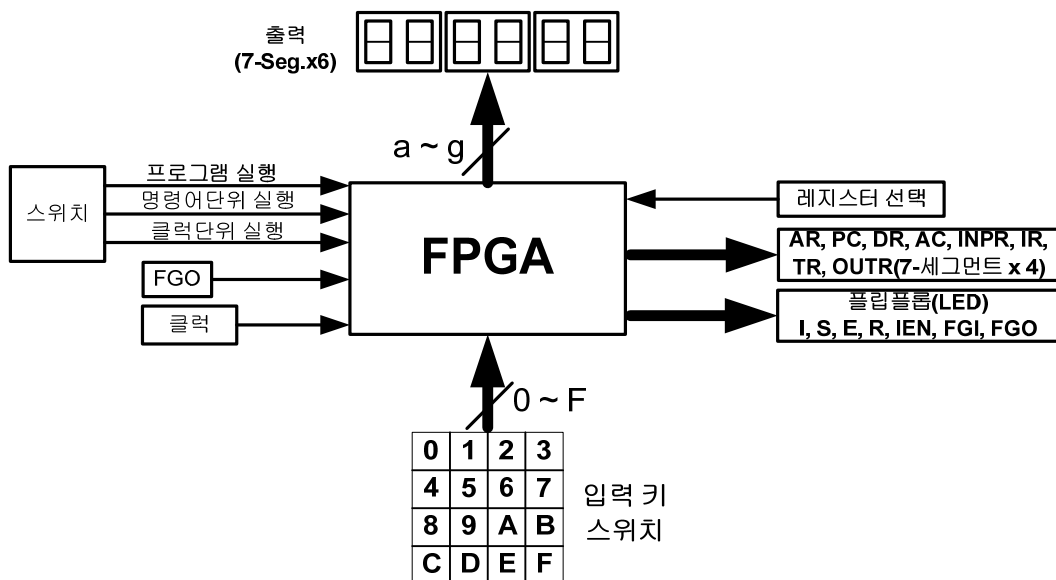 출력
(7-Seg.x6)
a ~ g
스위치
프로그램 실행
명령어단위 실행
클럭단위 실행
FGO
클럭
FPGA
레지스터 선택
AR, PC, DR, AC, INPR, IR,
TR, OUTR(7-세그먼트 x 4)
플립플롭(LED)
I, S, E, R, IEN, FGI, FGO
0 ~ F
0 1 2 3
4 5 6 7
8 9 A B
C D E F
입력 키
스위치